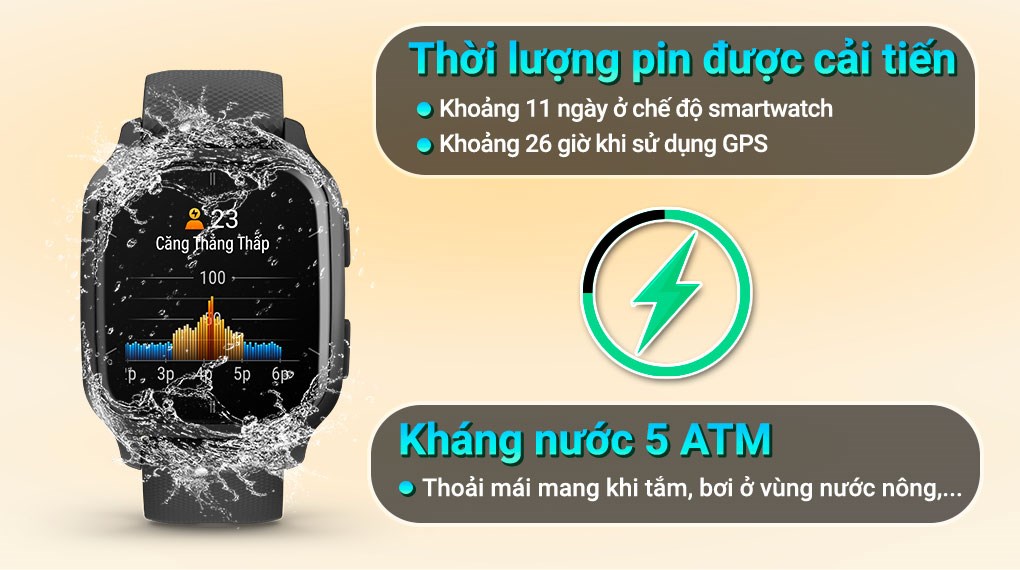 Thời lượng pin được cải tiến
Khoảng 11 ngày ở chế độ smartwatch
Khoảng 26 giờ khi sử dụng GPS
23
Căng Thẳng Thấp
100
50
p 3p 4p 5p 6p
Kháng nước 5 ATM
Thoải mái mang khi tắm, bơi ở vùng nước nông,...